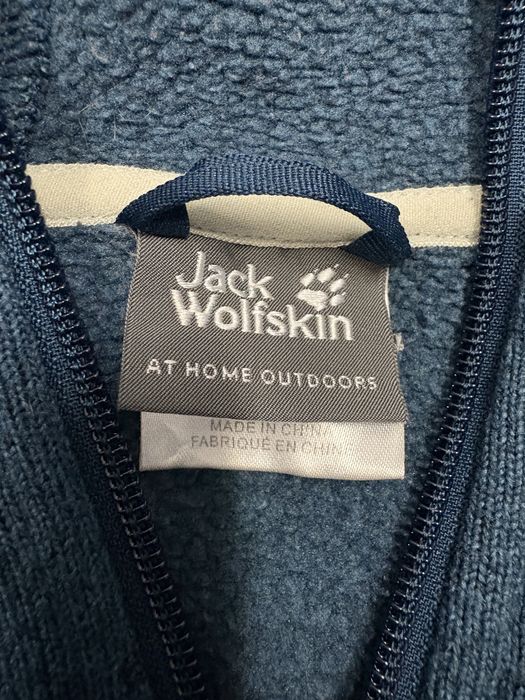 Jack
Wolfskin
AT HOME OUTDOORS
MADE IN CHINA
FABRIQUÉ EN CHINE